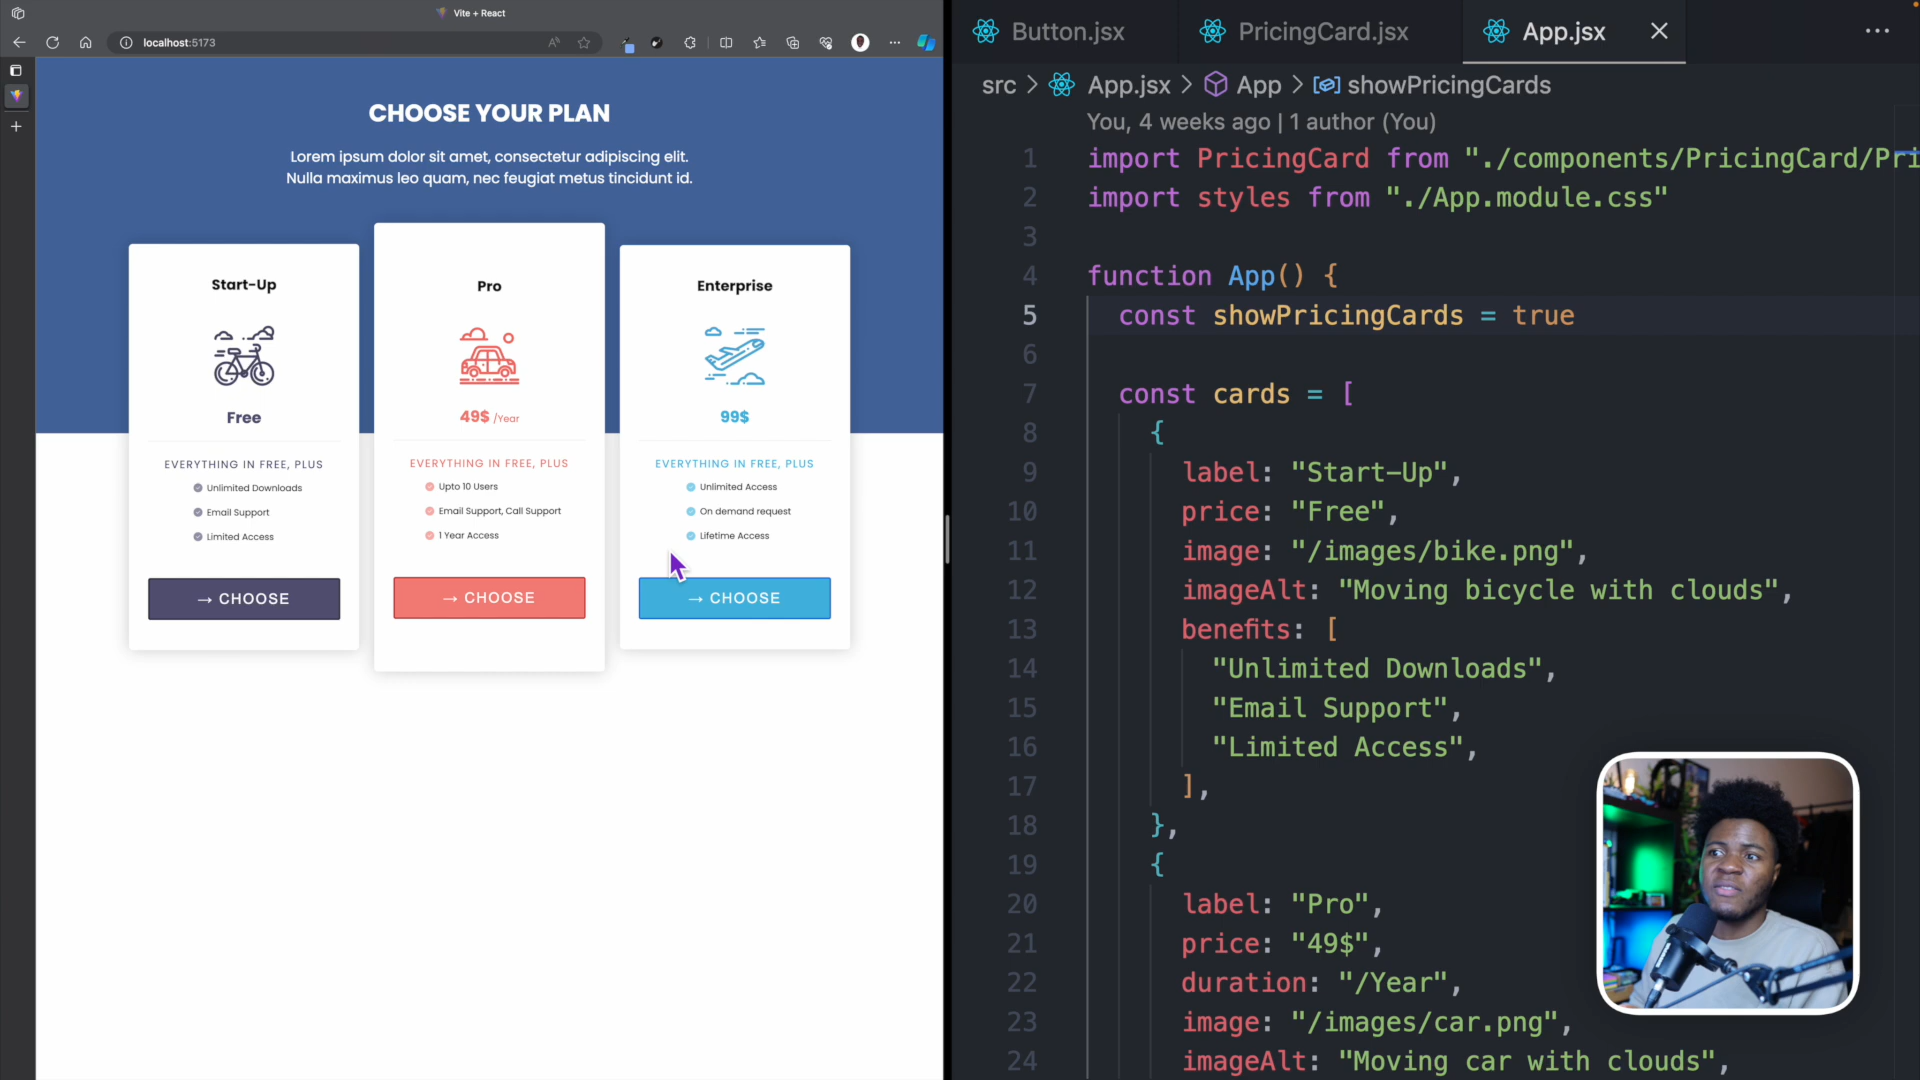 Vite + React
localhost:5173
CHOOSE YOUR PLAN
Lorem ipsum dolor sit amet, consectetur adipiscing elit.
Nulla maximus leo quam, nec feugiat metus tincidunt id.
Start-Up
Free
EVERYTHING IN FREE, PLUS
Unlimited Downloads
Email Support
Limited Access
→ CHOOSE
Pro
49$ /Year
EVERYTHING IN FREE, PLUS
Upto 10 Users
Email Support, Call Support
1 Year Access
→ CHOOSE
Enterprise
99$
EVERYTHING IN FREE, PLUS
Unlimited Access
On demand request
Lifetime Access
→ CHOOSE
Button.jsx
PricingCard.jsx
App.jsx
src > App.jsx > App > showPricingCards
You, 4 weeks ago | 1 author (You)
1 import PricingCard from "./components/PricingCard/Pri
2 import styles from "./App.module.css"
3
4 function App() {
5 const showPricingCards = true
6
7 const cards = [
8 {
9 label: "Start-Up",
10 price: "Free",
11 image: "/images/bike.png",
12 imageAlt: "Moving bicycle with clouds",
13 benefits: [
14 "Unlimited Downloads",
15 "Email Support",
16 "Limited Access",
17 ],
18 },
19 {
20 label: "Pro",
21 price: "49$",
22 duration: "/Year",
23 image: "/images/car.png",
24 imageAlt: "Moving car with clouds",